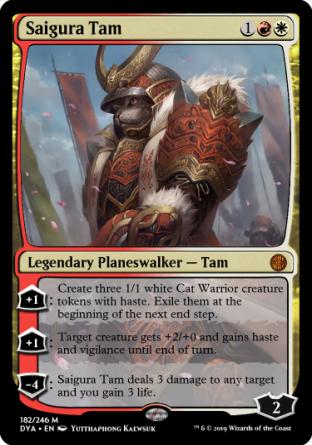 Saigura Tam 1
Legendary Planeswalker — Tam
+1: Create three 1/1 white Cat Warrior creature
tokens with haste. Exile them at the
beginning of the next end step.
+1: Target creature gets +2/+0 and gains haste
and vigilance until end of turn.
-4: Saigura Tam deals 3 damage to any target
and you gain 3 life.
2
182/246 M
DYA • EN Yutthaphong Kaewsuk
™ & © 2019 Wizards of the Coast